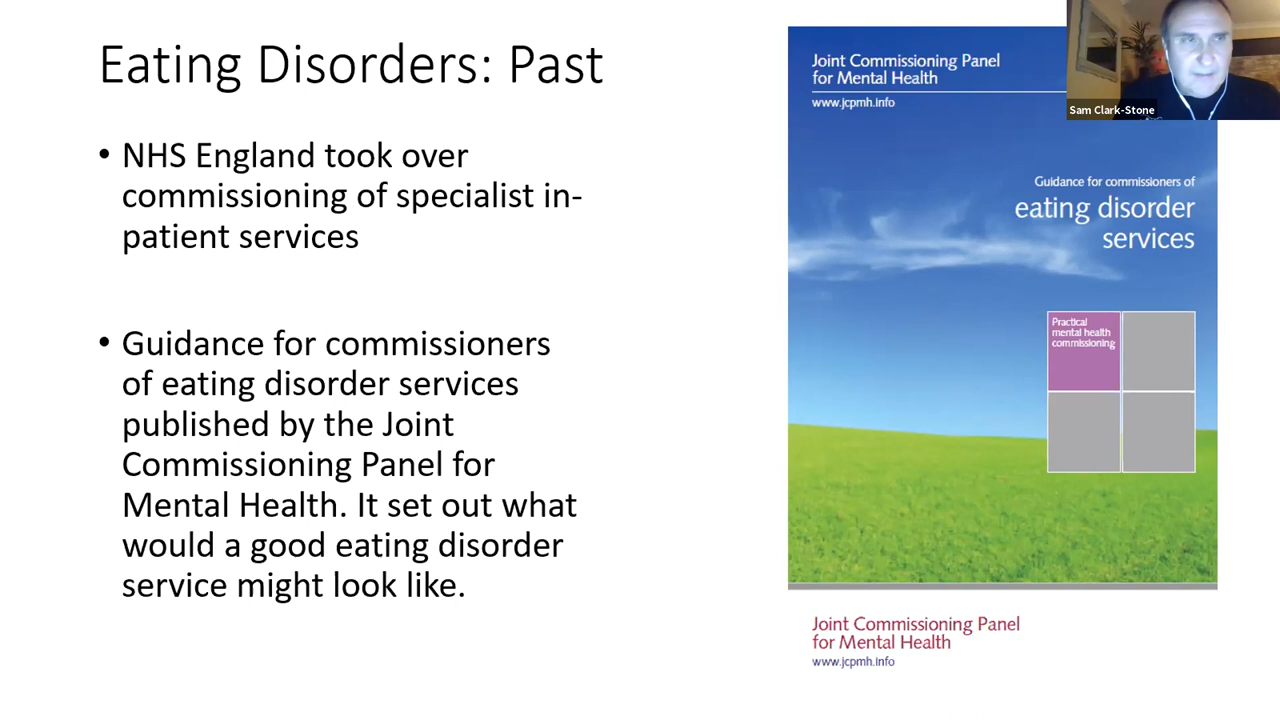 Eating Disorders: Past
• NHS England took over
commissioning of specialist in-
patient services
• Guidance for commissioners
of eating disorder services
published by the Joint
Commissioning Panel for
Mental Health. It set out what
would a good eating disorder
service might look like.
Joint Commissioning Panel
for Mental Health
www.jcpmh.info
Sam Clark-Stone
Guidance for commissioners of
eating disorder
services
Practical
mental health
commissioning
Joint Commissioning Panel
for Mental Health
www.jcpmh.info